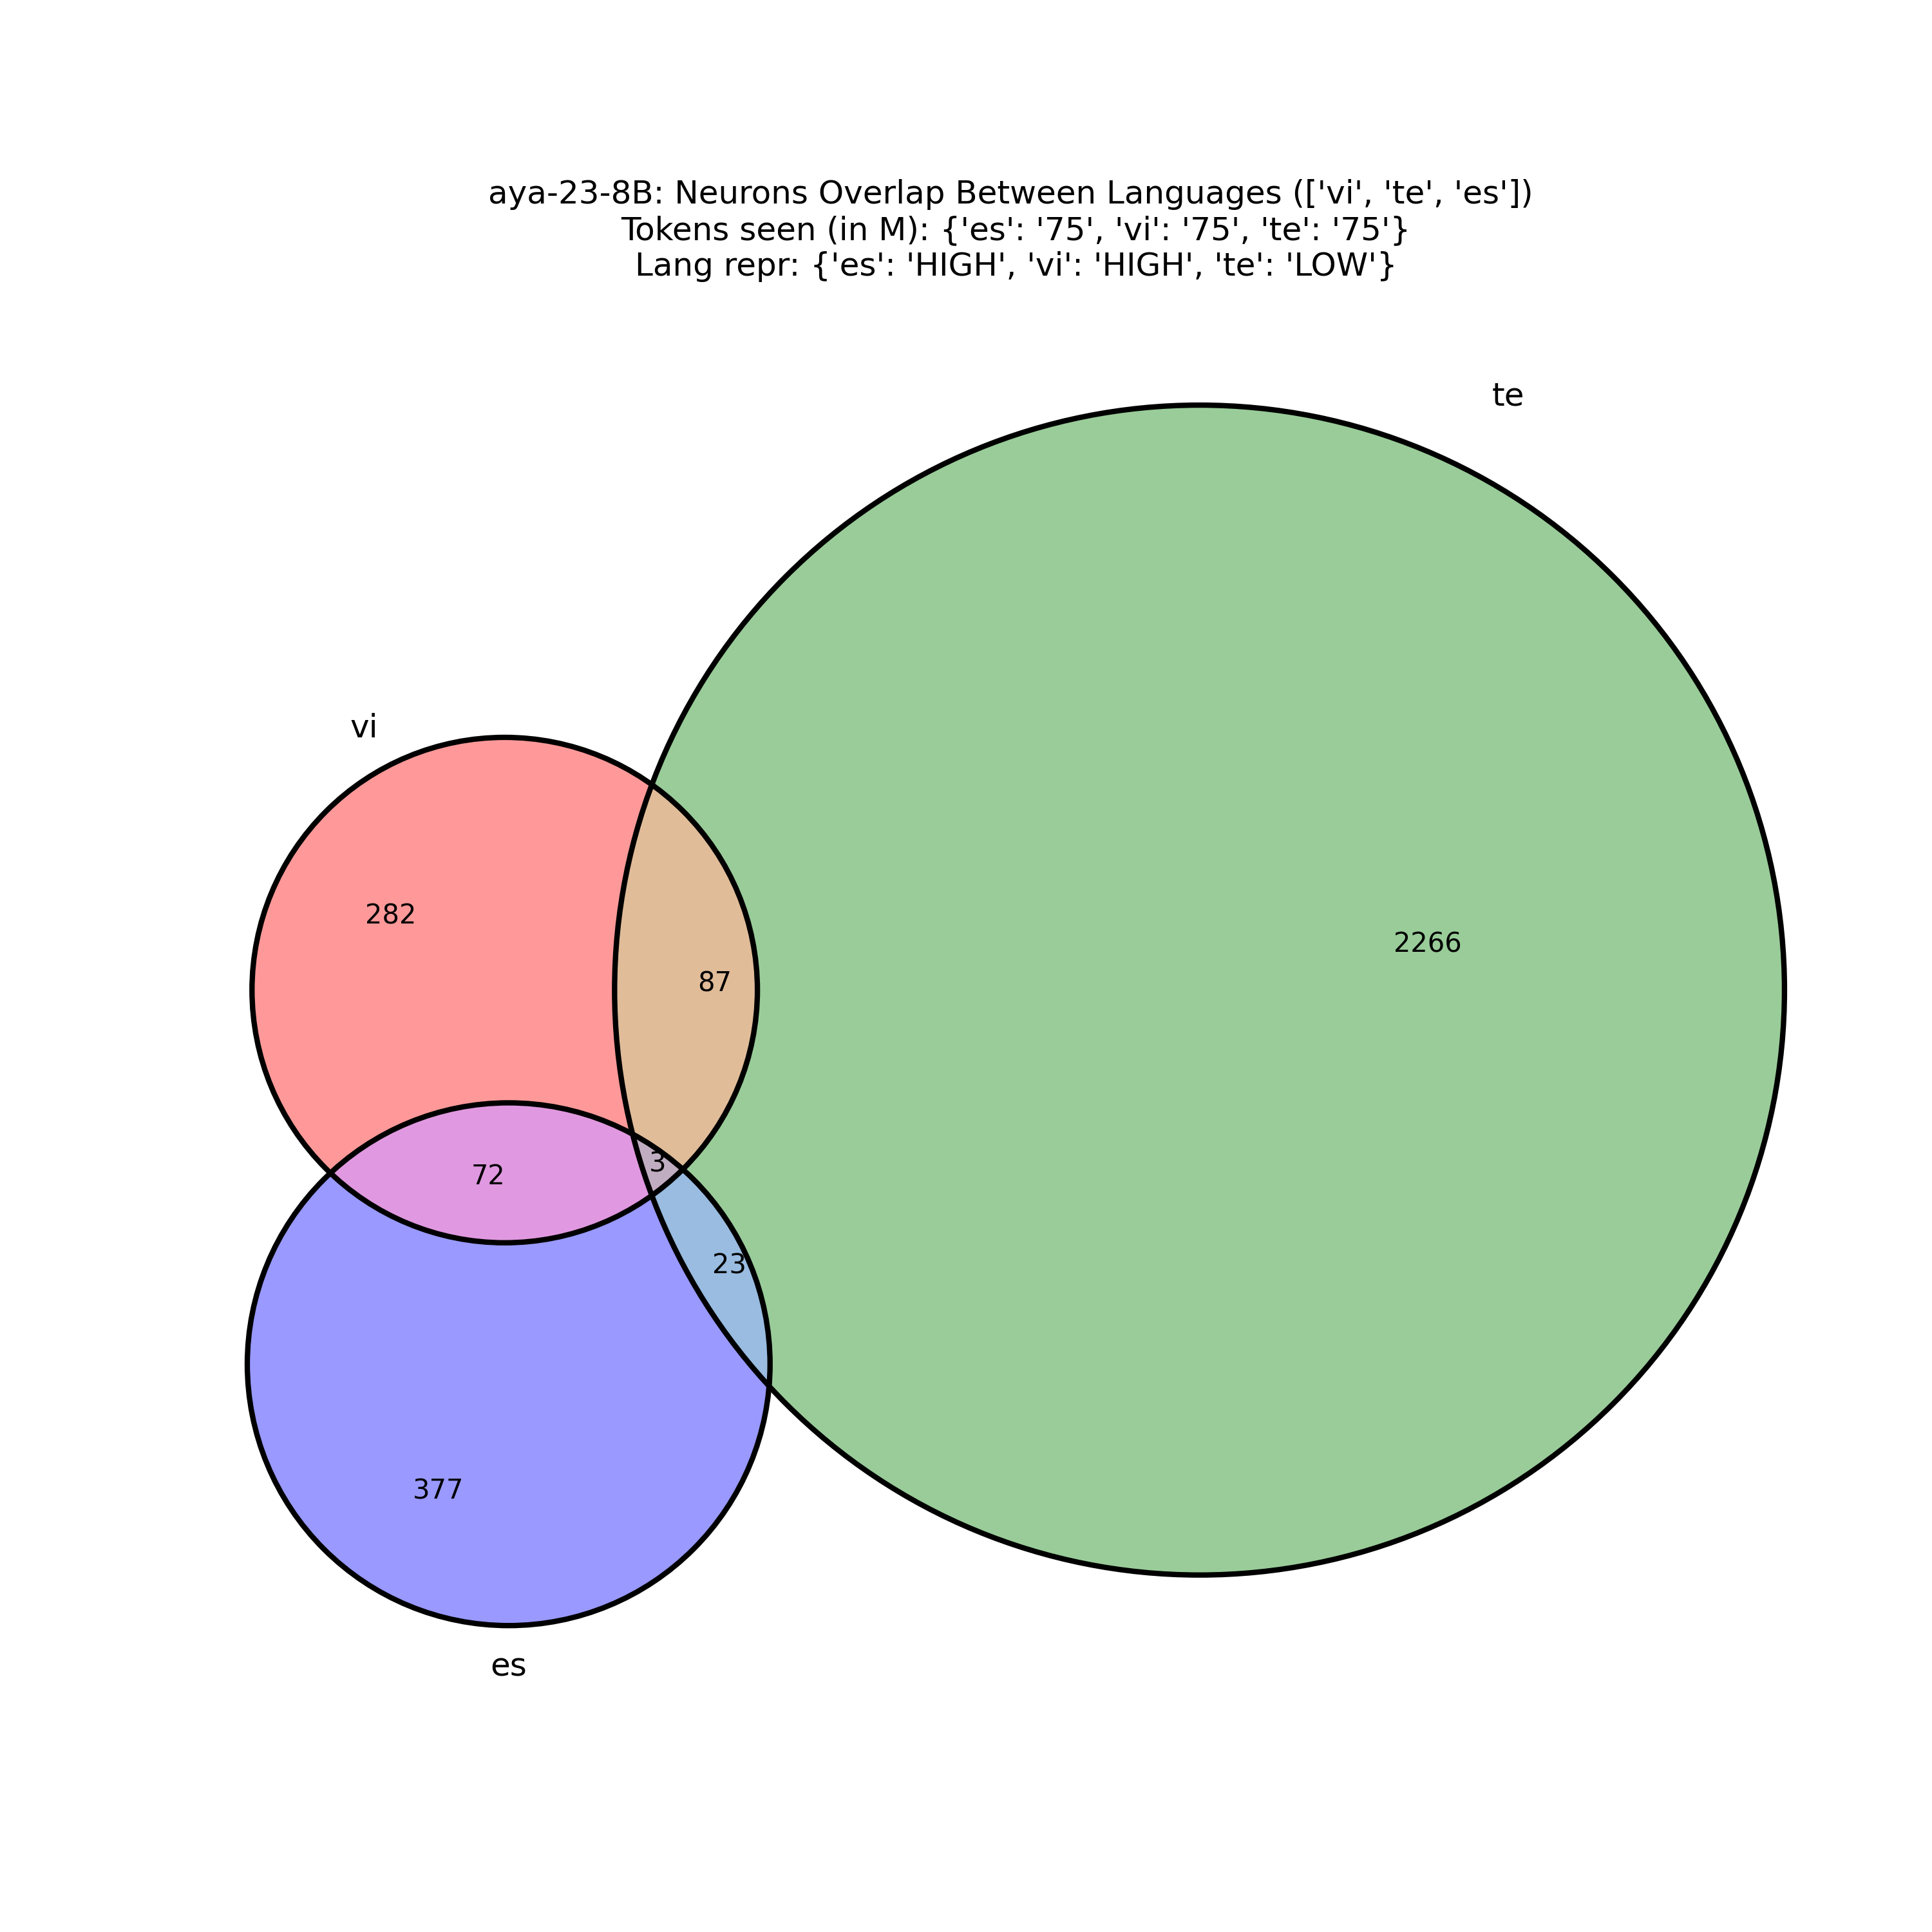 aya-23-8B: Neurons Overlap Between Languages (['vi', 'te', 'es'])
Tokens seen (in M): {'es': '75', 'vi': '75', 'te': '75'}
Lang repr: {'es': 'HIGH', 'vi': 'HIGH', 'te': 'LOW'}
te
vi
282
2266
87
3
72
23
377
es